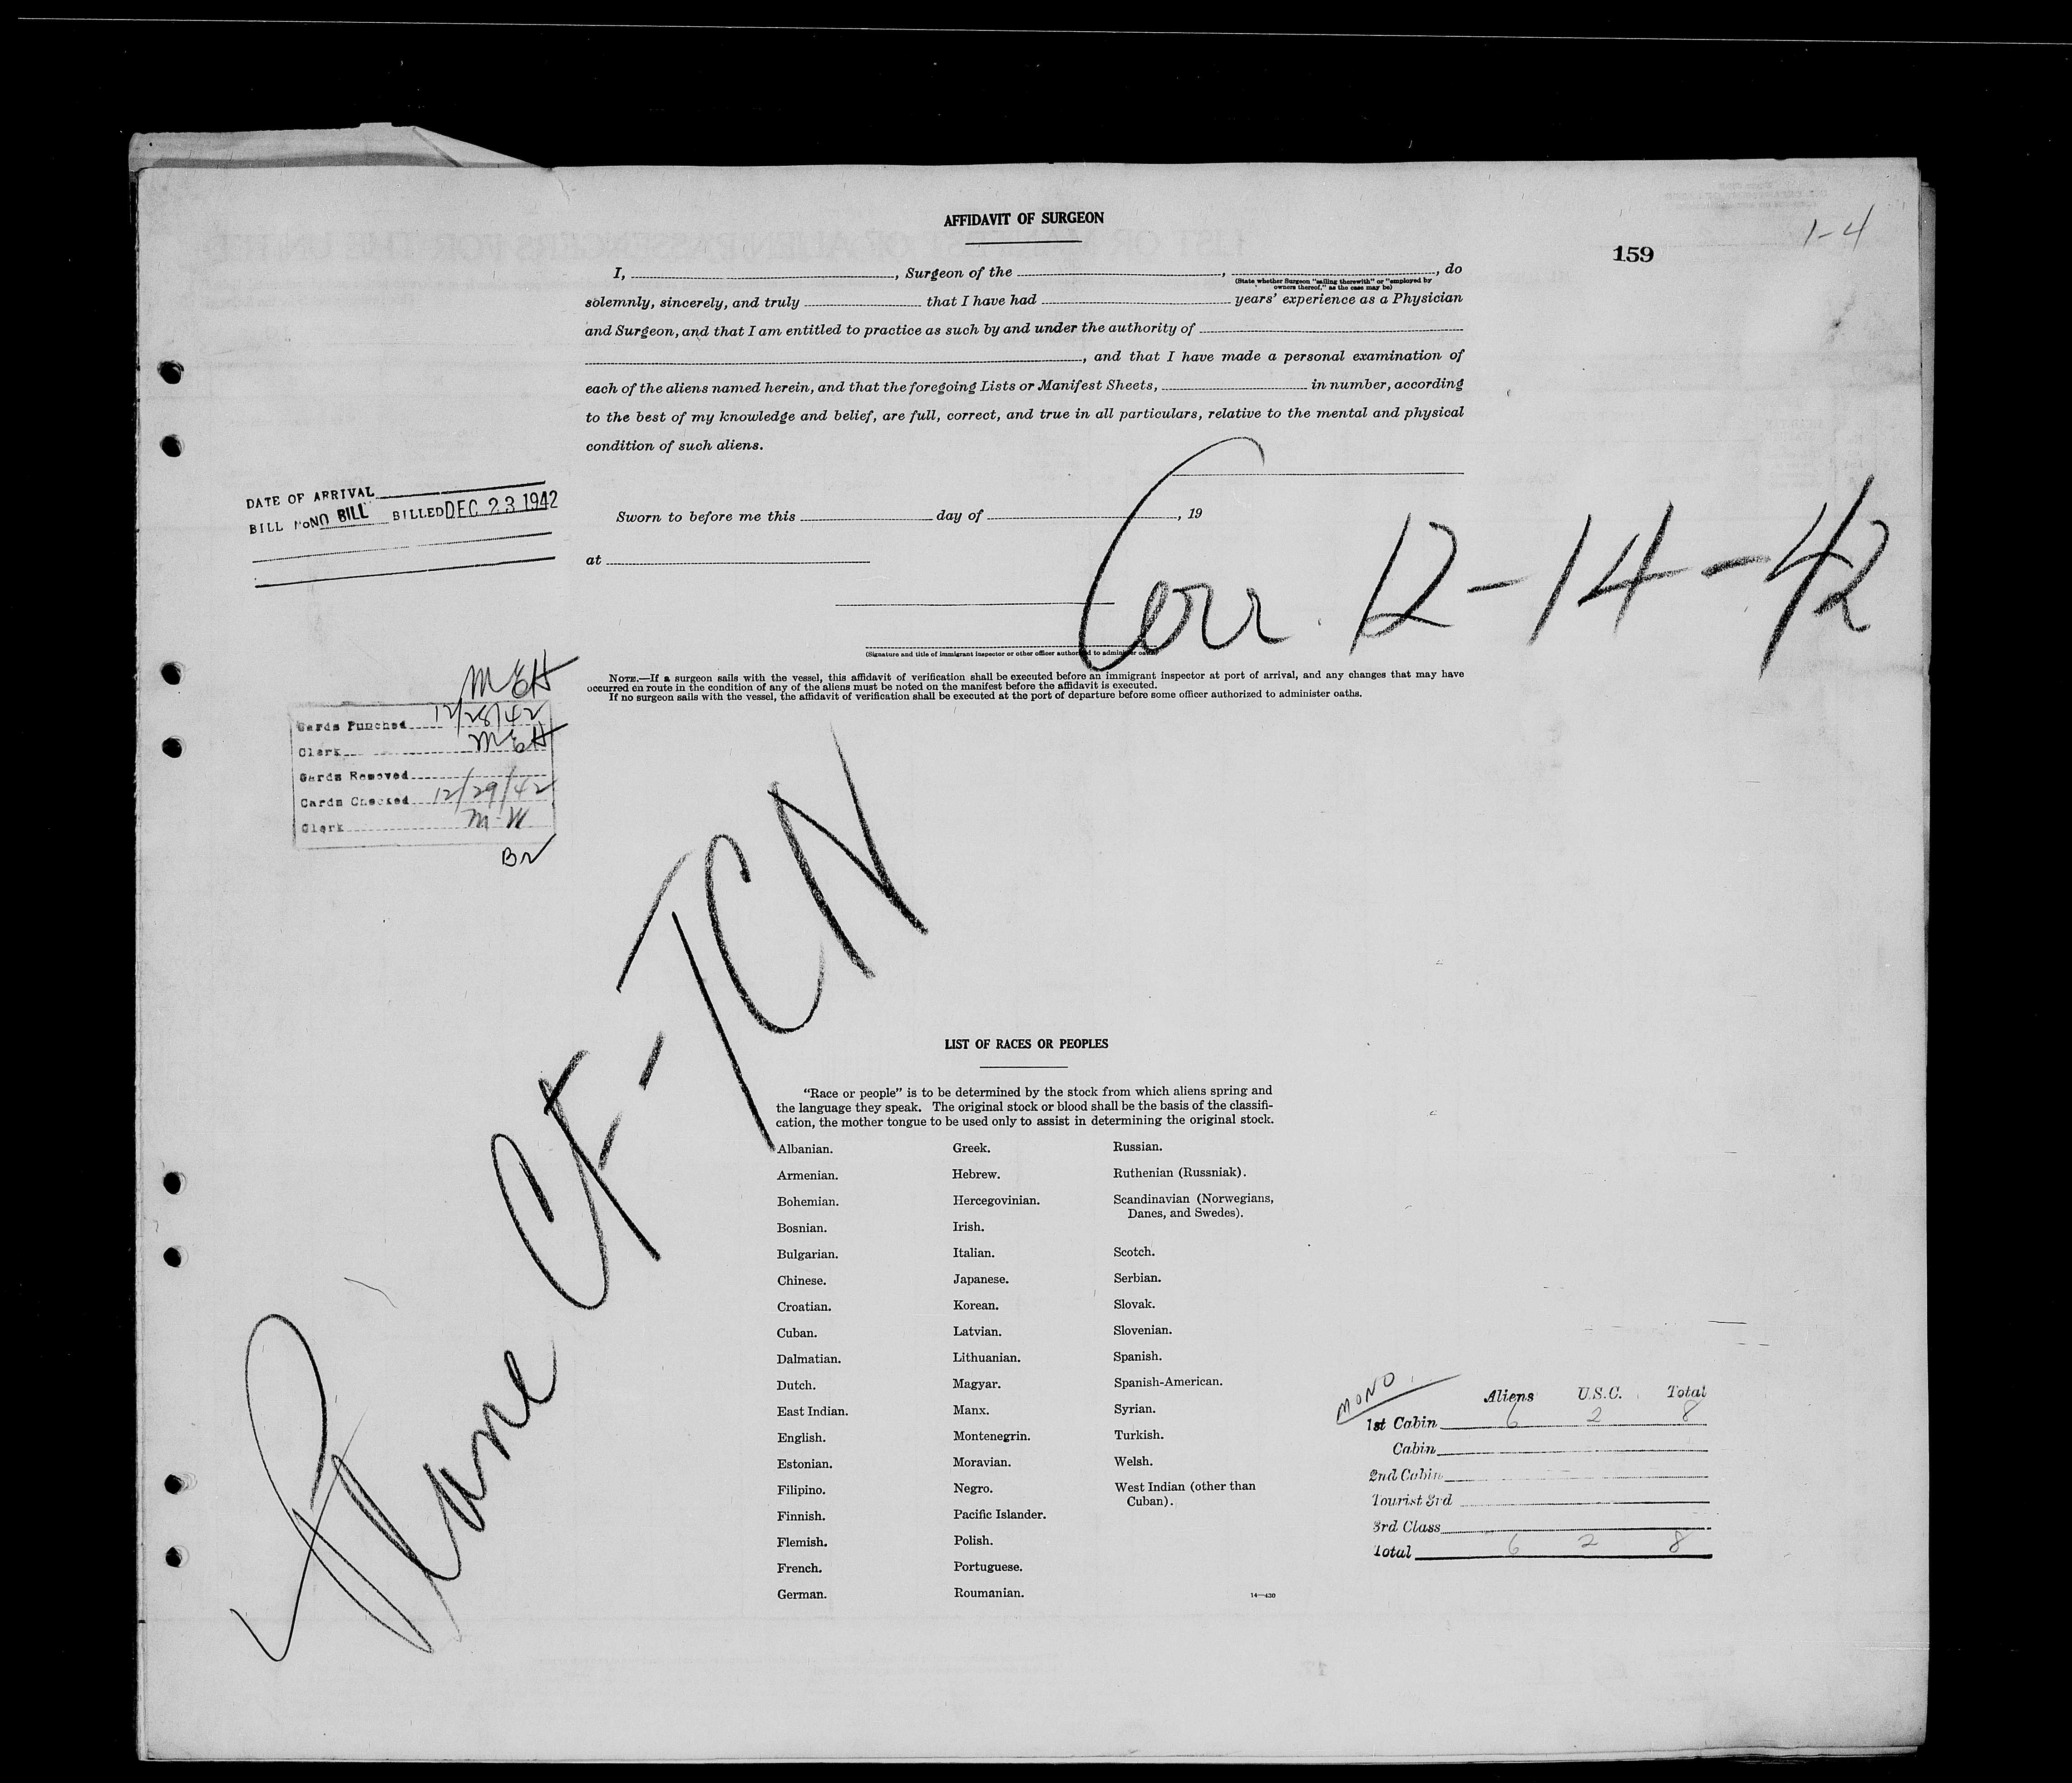 AFFIDAVIT OF SURGEON
159
1-4
I, , Surgeon of the , , do
(State whether Surgeon "sailing therewith" or "employed by
owners thereof," as the case may be)
solemnly, sincerely, and truly that I have had years' experience as a Physician
and Surgeon, and that I am entitled to practice as such by and under the authority of
, and that I have made a personal examination of
each of the aliens named herein, and that the foregoing Lists or Manifest Sheets, in number, according
to the best of my knowledge and belief, are full, correct, and true in all particulars, relative to the mental and physical
condition of such aliens.
DATE OF ARRIVAL
BILL No NO BILL BILLED DEC 23 1942
Sworn to before me this day of , 19
at
Corr. 12-14-42
(Signature and title of immigrant inspector or other officer authorized to administer oaths)
NOTE.—If a surgeon sails with the vessel, this affidavit of verification shall be executed before an immigrant inspector at port of arrival, and any changes that may have
occurred en route in the condition of any of the aliens must be noted on the manifest before the affidavit is executed.
If no surgeon sails with the vessel, the affidavit of verification shall be executed at the port of departure before some officer authorized to administer oaths.
MEH
Cards Punched 12/28/42
Clerk MEH
Cards Removed
Cards Checked 12/29/42
Clerk
Plane CF-TCN
LIST OF RACES OR PEOPLES
"Race or people" is to be determined by the stock from which aliens spring and
the language they speak. The original stock or blood shall be the basis of the classifi-
cation, the mother tongue to be used only to assist in determining the original stock.
Albanian.
Armenian.
Bohemian.
Bosnian.
Bulgarian.
Chinese.
Croatian.
Cuban.
Dalmatian.
Dutch.
East Indian.
English.
Estonian.
Filipino.
Finnish.
Flemish.
French.
German.
Greek.
Hebrew.
Hercegovinian.
Irish.
Italian.
Japanese.
Korean.
Latvian.
Lithuanian.
Magyar.
Manx.
Montenegrin.
Moravian.
Negro.
Pacific Islander.
Polish.
Portuguese.
Roumanian.
Russian.
Ruthenian (Russniak).
Scandinavian (Norwegians,
Danes, and Swedes).
Scotch.
Serbian.
Slovak.
Slovenian.
Spanish.
Spanish-American.
Syrian.
Turkish.
Welsh.
West Indian (other than
Cuban).
14—430
MONO
Aliens U.S.C. Total
1st Cabin 6 2 8
Cabin
2nd Cabin
Tourist 3rd
3rd Class
Total 6 2 8